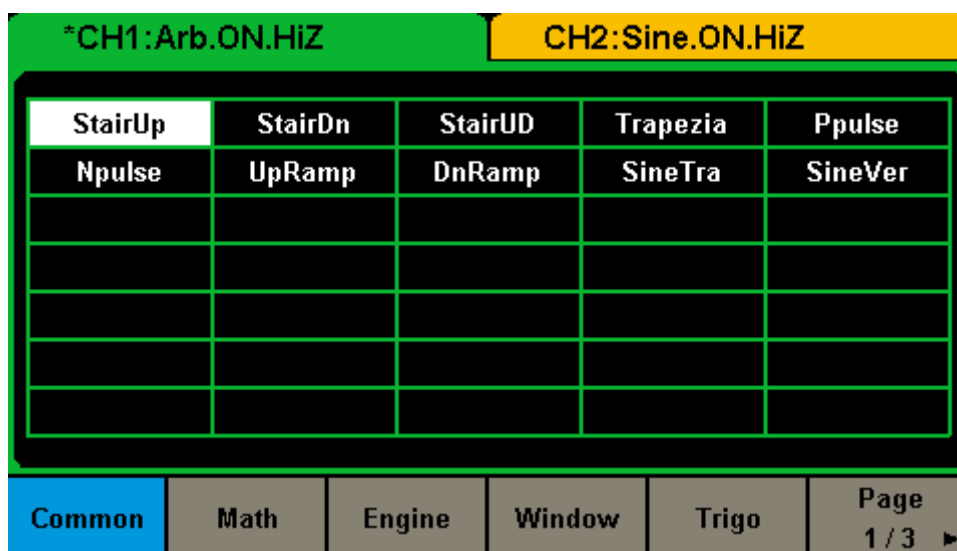 *CH1:Arb.ON.HiZ CH2:Sine.ON.HiZ
StairUp StairDn StairUD Trapezia Ppulse
Npulse UpRamp DnRamp SineTra SineVer
Common Math Engine Window Trigo Page
1/3 ►